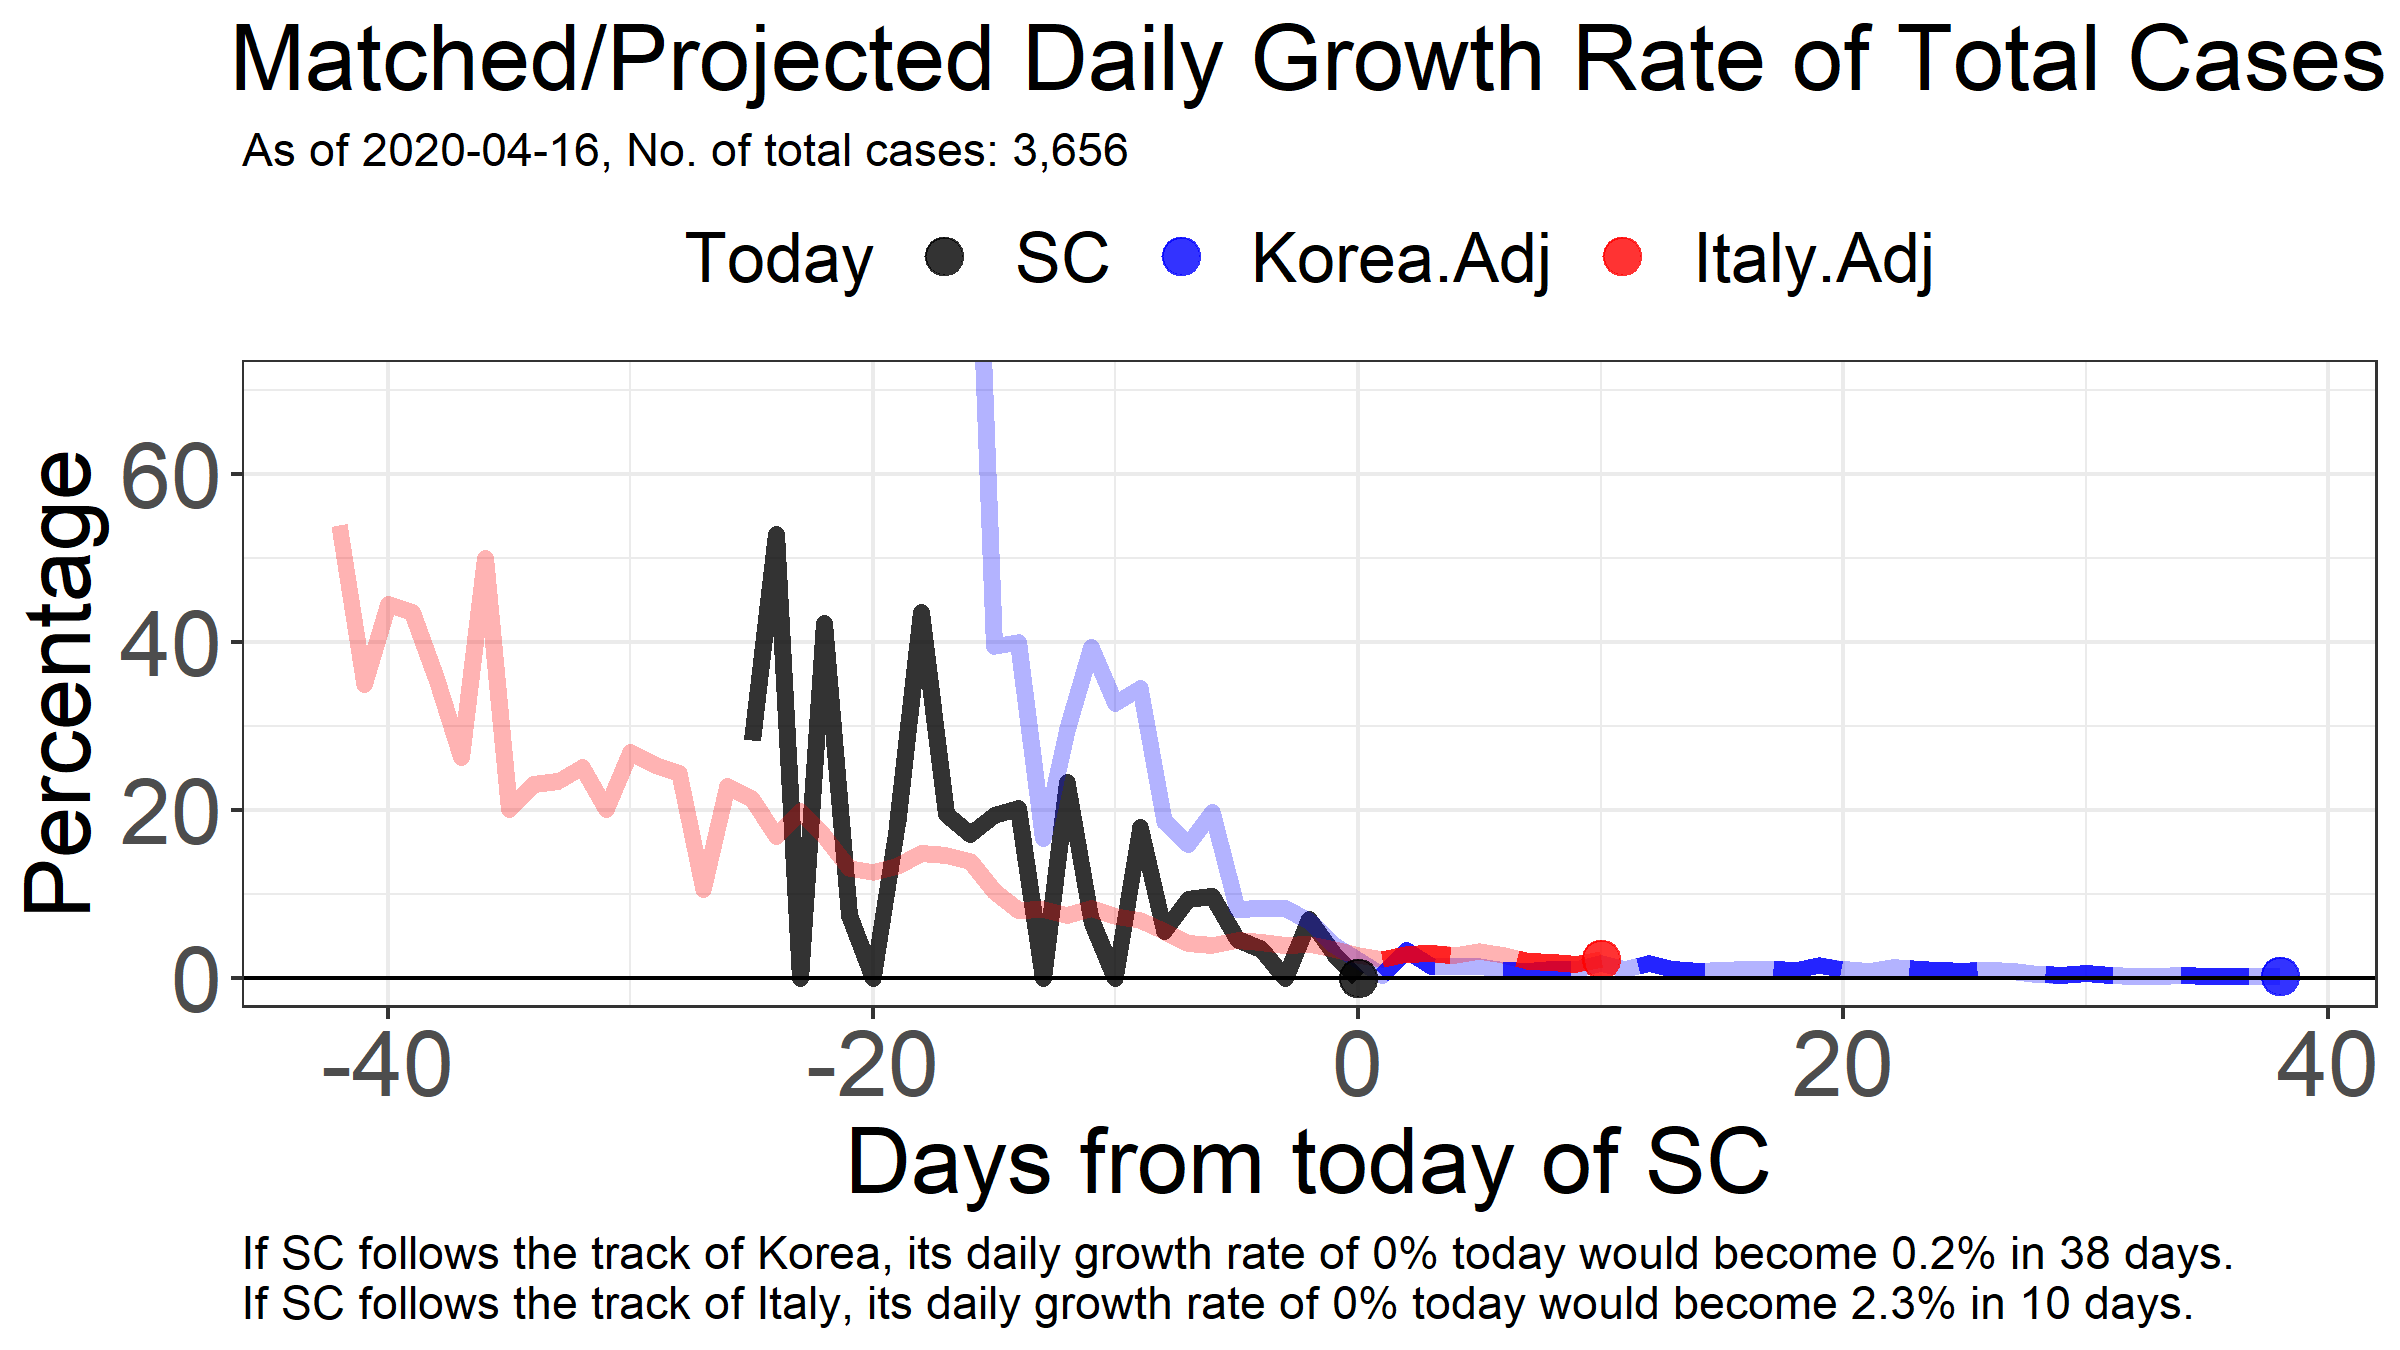 Matched/Projected Daily Growth Rate of Total Cases
As of 2020-04-16, No. of total cases: 3,656
Today SC Korea.Adj Italy.Adj
Percentage
60
40
20
0
-40 -20 0 20 40
Days from today of SC
If SC follows the track of Korea, its daily growth rate of 0% today would become 0.2% in 38 days.
If SC follows the track of Italy, its daily growth rate of 0% today would become 2.3% in 10 days.